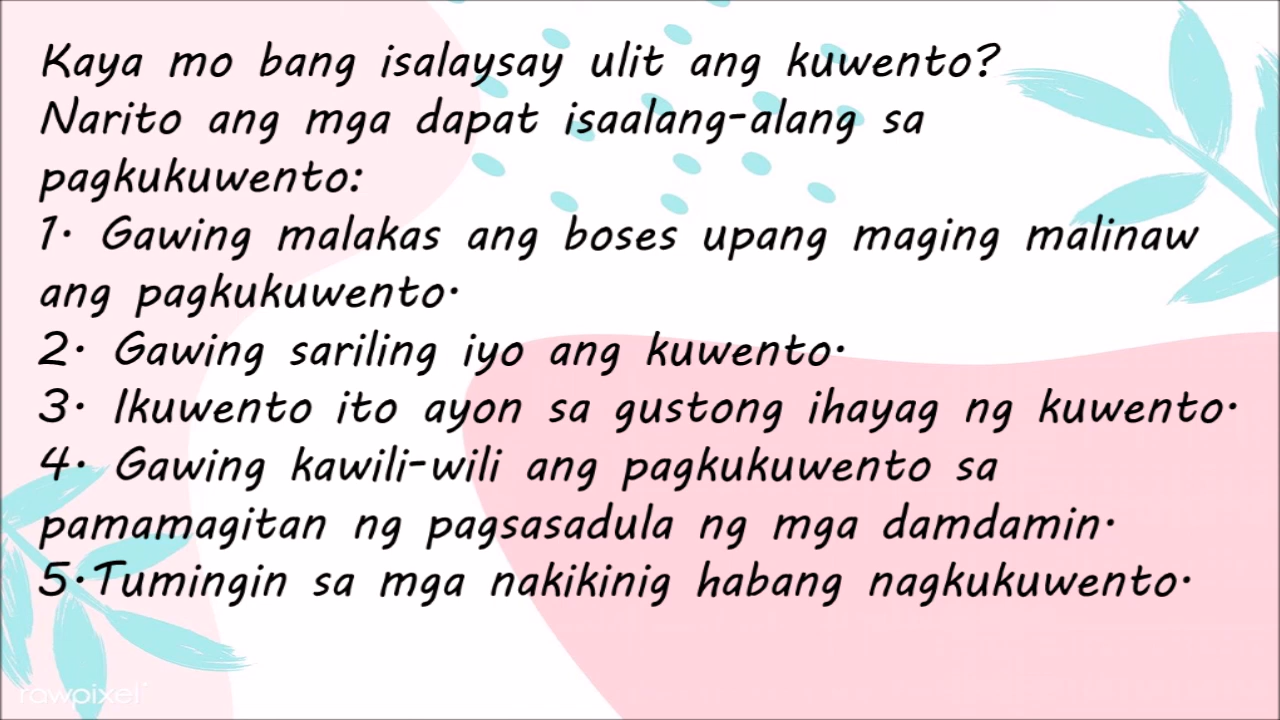 Kaya mo bang isalaysay ulit ang kuwento?
Narito ang mga dapat isaalang-alang sa
pagkukuwento:
1. Gawing malakas ang boses upang maging malinaw
ang pagkukuwento.
2. Gawing sariling iyo ang kuwento.
3. Ikuwento ito ayon sa gustong ihayag ng kuwento.
4. Gawing kawili-wili ang pagkukuwento sa
pamamagitan ng pagsasadula ng mga damdamin.
5.Tumingin sa mga nakikinig habang nagkukuwento.
rawpixel